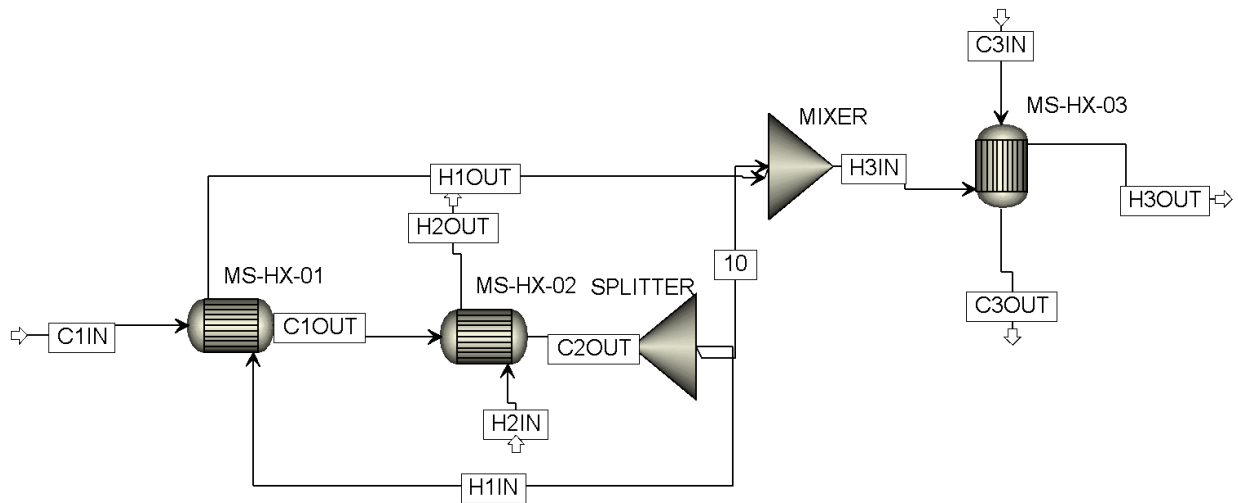 C3IN
MS-HX-03
MIXER
H3IN
H1OUT
H3OUT
H2OUT
10
MS-HX-01
MS-HX-02
SPLITTER
C3OUT
C1IN
C1OUT
C2OUT
H2IN
H1IN